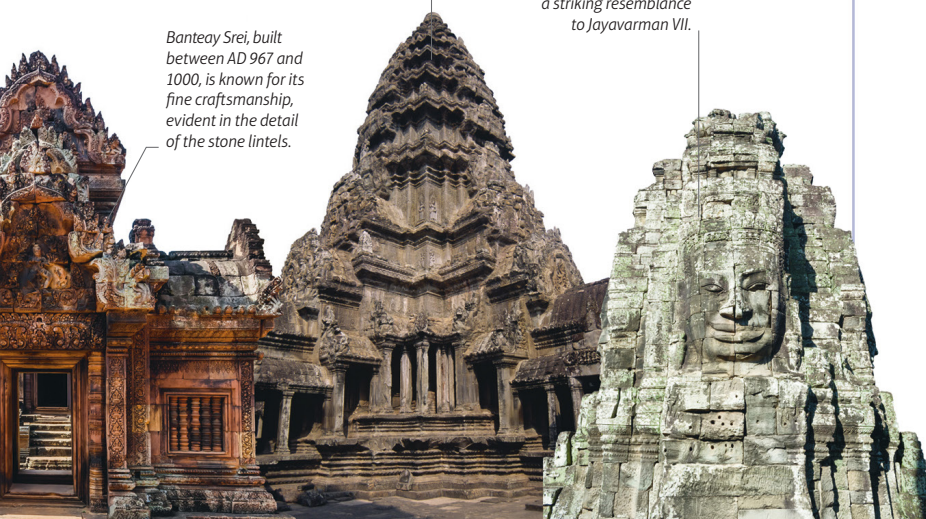 Banteay Srei, built
between AD 967 and
1000, is known for its
fine craftsmanship,
evident in the detail
of the stone lintels.
a striking resemblance
to Jayavarman VII.